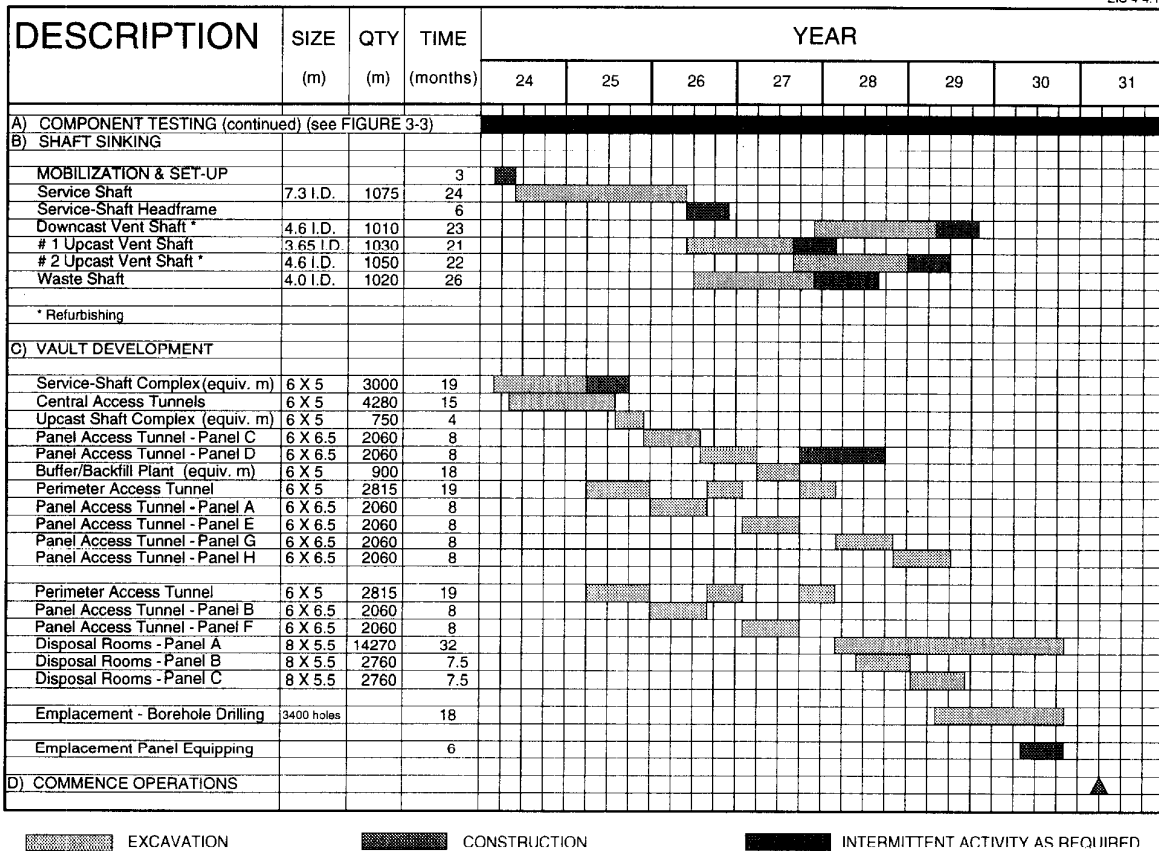 DESCRIPTION SIZE QTY TIME YEAR
(m) (m) (months) 24 25 26 27 28 29 30 31
A) COMPONENT TESTING (continued) (see FIGURE 3-3)
B) SHAFT SINKING
MOBILIZATION & SET-UP 3
Service Shaft 7.3 I.D. 1075 24
Service-Shaft Headframe 6
Downcast Vent Shaft * 4.6 I.D. 1010 23
# 1 Upcast Vent Shaft 3.65 I.D. 1030 21
# 2 Upcast Vent Shaft * 4.6 I.D. 1050 22
Waste Shaft 4.0 I.D. 1020 26
* Refurbishing
C) VAULT DEVELOPMENT
Service-Shaft Complex (equiv. m) 6 X 5 3000 19
Central Access Tunnels 6 X 5 4280 15
Upcast Shaft Complex (equiv. m) 6 X 5 750 4
Panel Access Tunnel - Panel C 6 X 6.5 2060 8
Panel Access Tunnel - Panel D 6 X 6.5 2060 8
Buffer/Backfill Plant (equiv. m) 6 X 5 900 18
Perimeter Access Tunnel 6 X 5 2815 19
Panel Access Tunnel - Panel A 6 X 6.5 2060 8
Panel Access Tunnel - Panel E 6 X 6.5 2060 8
Panel Access Tunnel - Panel G 6 X 6.5 2060 8
Panel Access Tunnel - Panel H 6 X 6.5 2060 8
Perimeter Access Tunnel 6 X 5 2815 19
Panel Access Tunnel - Panel B 6 X 6.5 2060 8
Panel Access Tunnel - Panel F 6 X 6.5 2060 8
Disposal Rooms - Panel A 8 X 5.5 14270 32
Disposal Rooms - Panel B 8 X 5.5 2760 7.5
Disposal Rooms - Panel C 8 X 5.5 2760 7.5
Emplacement - Borehole Drilling 3400 holes 18
Emplacement Panel Equipping 6
D) COMMENCE OPERATIONS
EXCAVATION CONSTRUCTION INTERMITTENT ACTIVITY AS REQUIRED